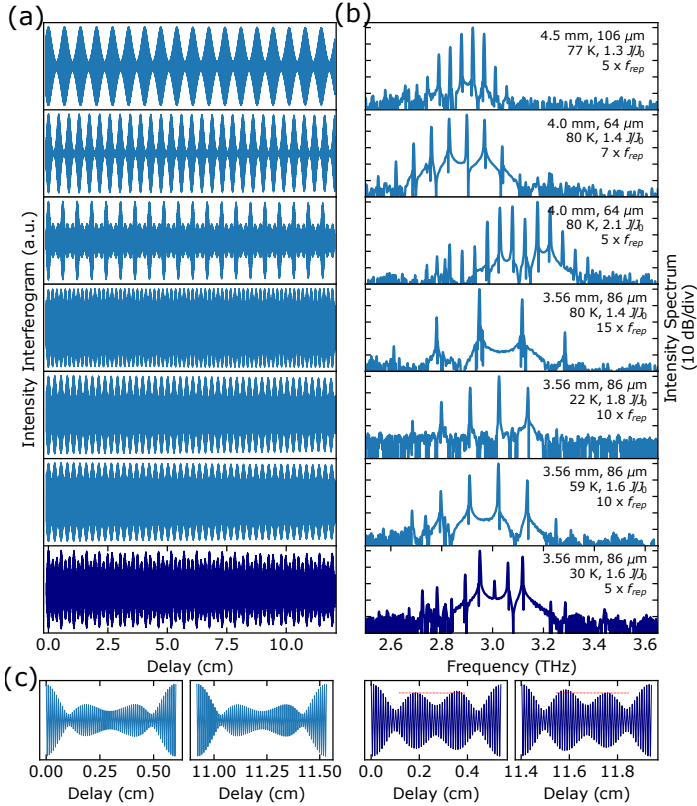 (a)
(b)
Intensity Interferogram (a.u.)
4.5 mm, 106 μm
77 K, 1.3 J/J0
5 x frep
4.0 mm, 64 μm
80 K, 1.4 J/J0
7 x frep
4.0 mm, 64 μm
80 K, 2.1 J/J0
5 x frep
3.56 mm, 86 μm
80 K, 1.4 J/J0
15 x frep
3.56 mm, 86 μm
22 K, 1.8 J/J0
10 x frep
3.56 mm, 86 μm
59 K, 1.6 J/J0
10 x frep
3.56 mm, 86 μm
30 K, 1.6 J/J0
5 x frep
Intensity Spectrum
(10 dB/div)
0.0 2.5 5.0 7.5 10.0
Delay (cm)
2.6 2.8 3.0 3.2 3.4 3.6
Frequency (THz)
(c)
0.00 0.25 0.50
Delay (cm)
11.00 11.25 11.50
Delay (cm)
0.0 0.2 0.4
Delay (cm)
11.4 11.6 11.8
Delay (cm)